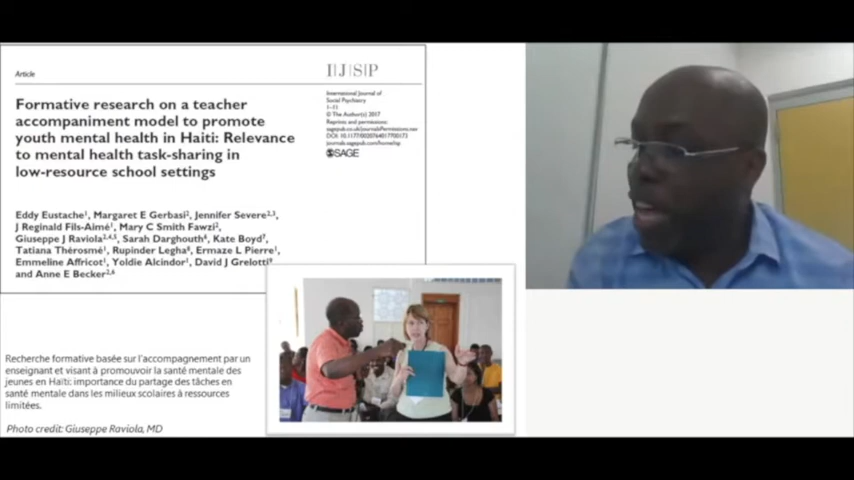 Article
Formative research on a teacher
accompaniment model to promote
youth mental health in Haiti: Relevance
to mental health task-sharing in
low-resource school settings
Eddy Eustache¹, Margaret E Gerbasi², Jennifer Severe²,³,
J Reginald Fils-Aimé¹, Mary C Smith Fawzi²,
Giuseppe J Raviola²,⁴,⁵, Sarah Darghouth⁶, Kate Boyd⁷,
Tatiana Thérosmé¹, Rupinder Legha⁸, Ermaze L Pierre¹,
Emmeline Affricot¹, Yoldie Alcindor¹, David J Grelotti⁹
and Anne E Becker²,⁶
IJSP
International Journal of
Social Psychiatry
1–11
© The Author(s) 2017
Reprints and permissions:
sagepub.co.uk/journalsPermissions.nav
DOI: 10.1177/0020764017700173
journals.sagepub.com/home/isp
SAGE
Recherche formative basée sur l'accompagnement par un
enseignant et visant à promouvoir la santé mentale des
jeunes en Haïti: importance du partage des tâches en
santé mentale dans les milieux scolaires à ressources
limitées.
Photo credit: Giuseppe Raviola, MD